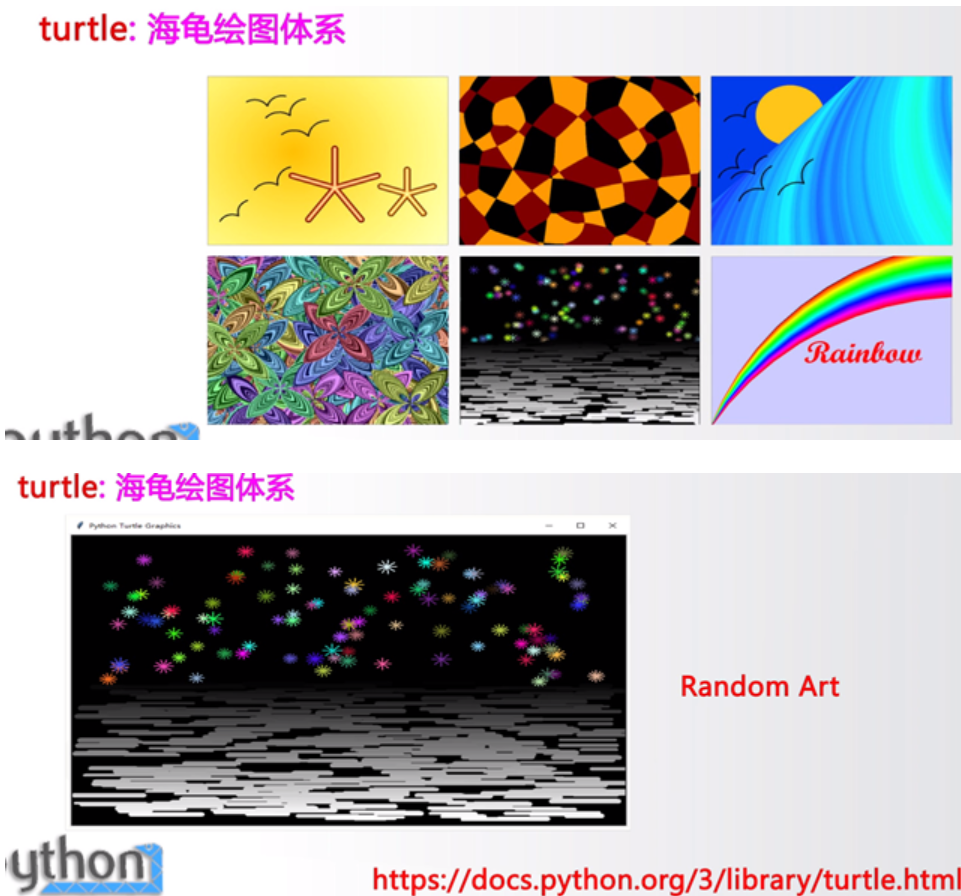 turtle: 海龟绘图体系
Rainbow
python
turtle: 海龟绘图体系
Python Turtle Graphics
Random Art
ython
https://docs.python.org/3/library/turtle.html